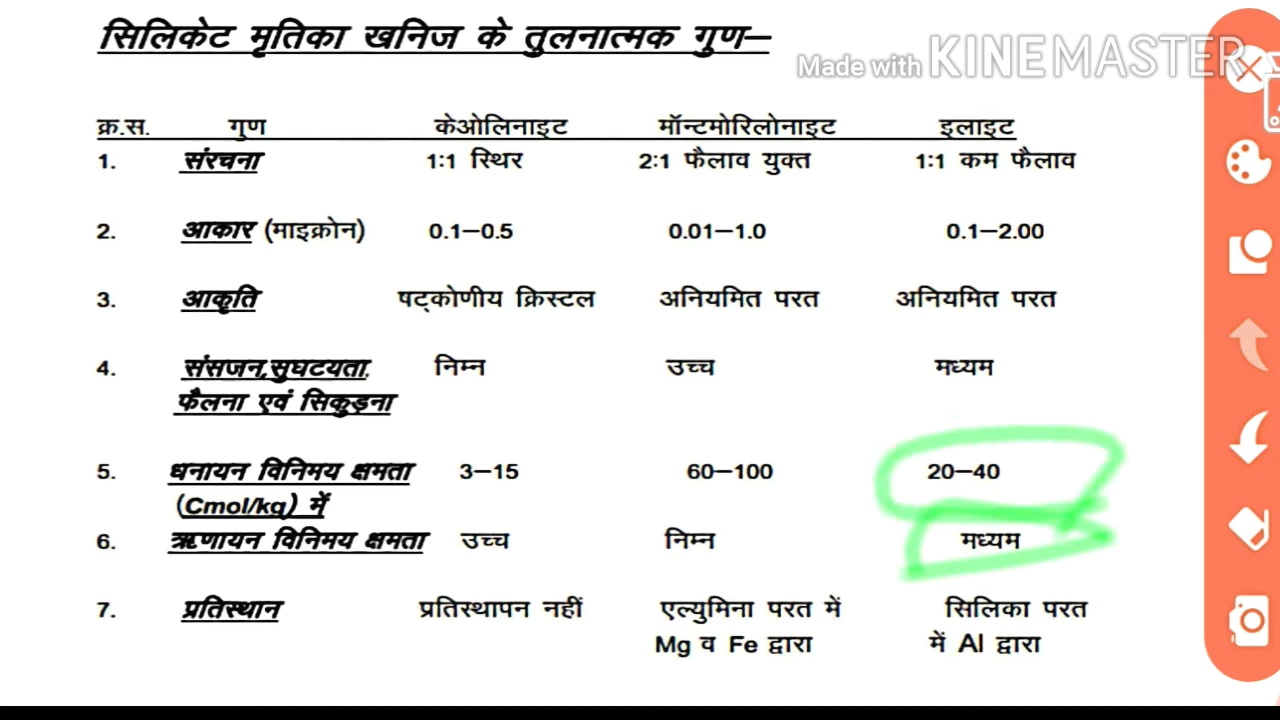 सिलिकेट मृतिका खनिज के तुलनात्मक गुण–
Made with KINEMASTER
क्र.स. गुण केओलिनाइट मॉन्टमोरिलोनाइट इलाइट
1. संरचना 1:1 स्थिर 2:1 फैलाव युक्त 1:1 कम फैलाव
2. आकार (माइक्रोन) 0.1–0.5 0.01–1.0 0.1–2.00
3. आकृति षट्कोणीय क्रिस्टल अनियमित परत अनियमित परत
4. संसजन,सुघटयता, निम्न उच्च मध्यम
फैलना एवं सिकुड़ना
5. धनायन विनिमय क्षमता 3–15 60–100 20–40
(Cmol/kg) में
6. ऋणायन विनिमय क्षमता उच्च निम्न मध्यम
7. प्रतिस्थान प्रतिस्थापन नहीं एल्युमिना परत में सिलिका परत
Mg व Fe द्वारा में Al द्वारा